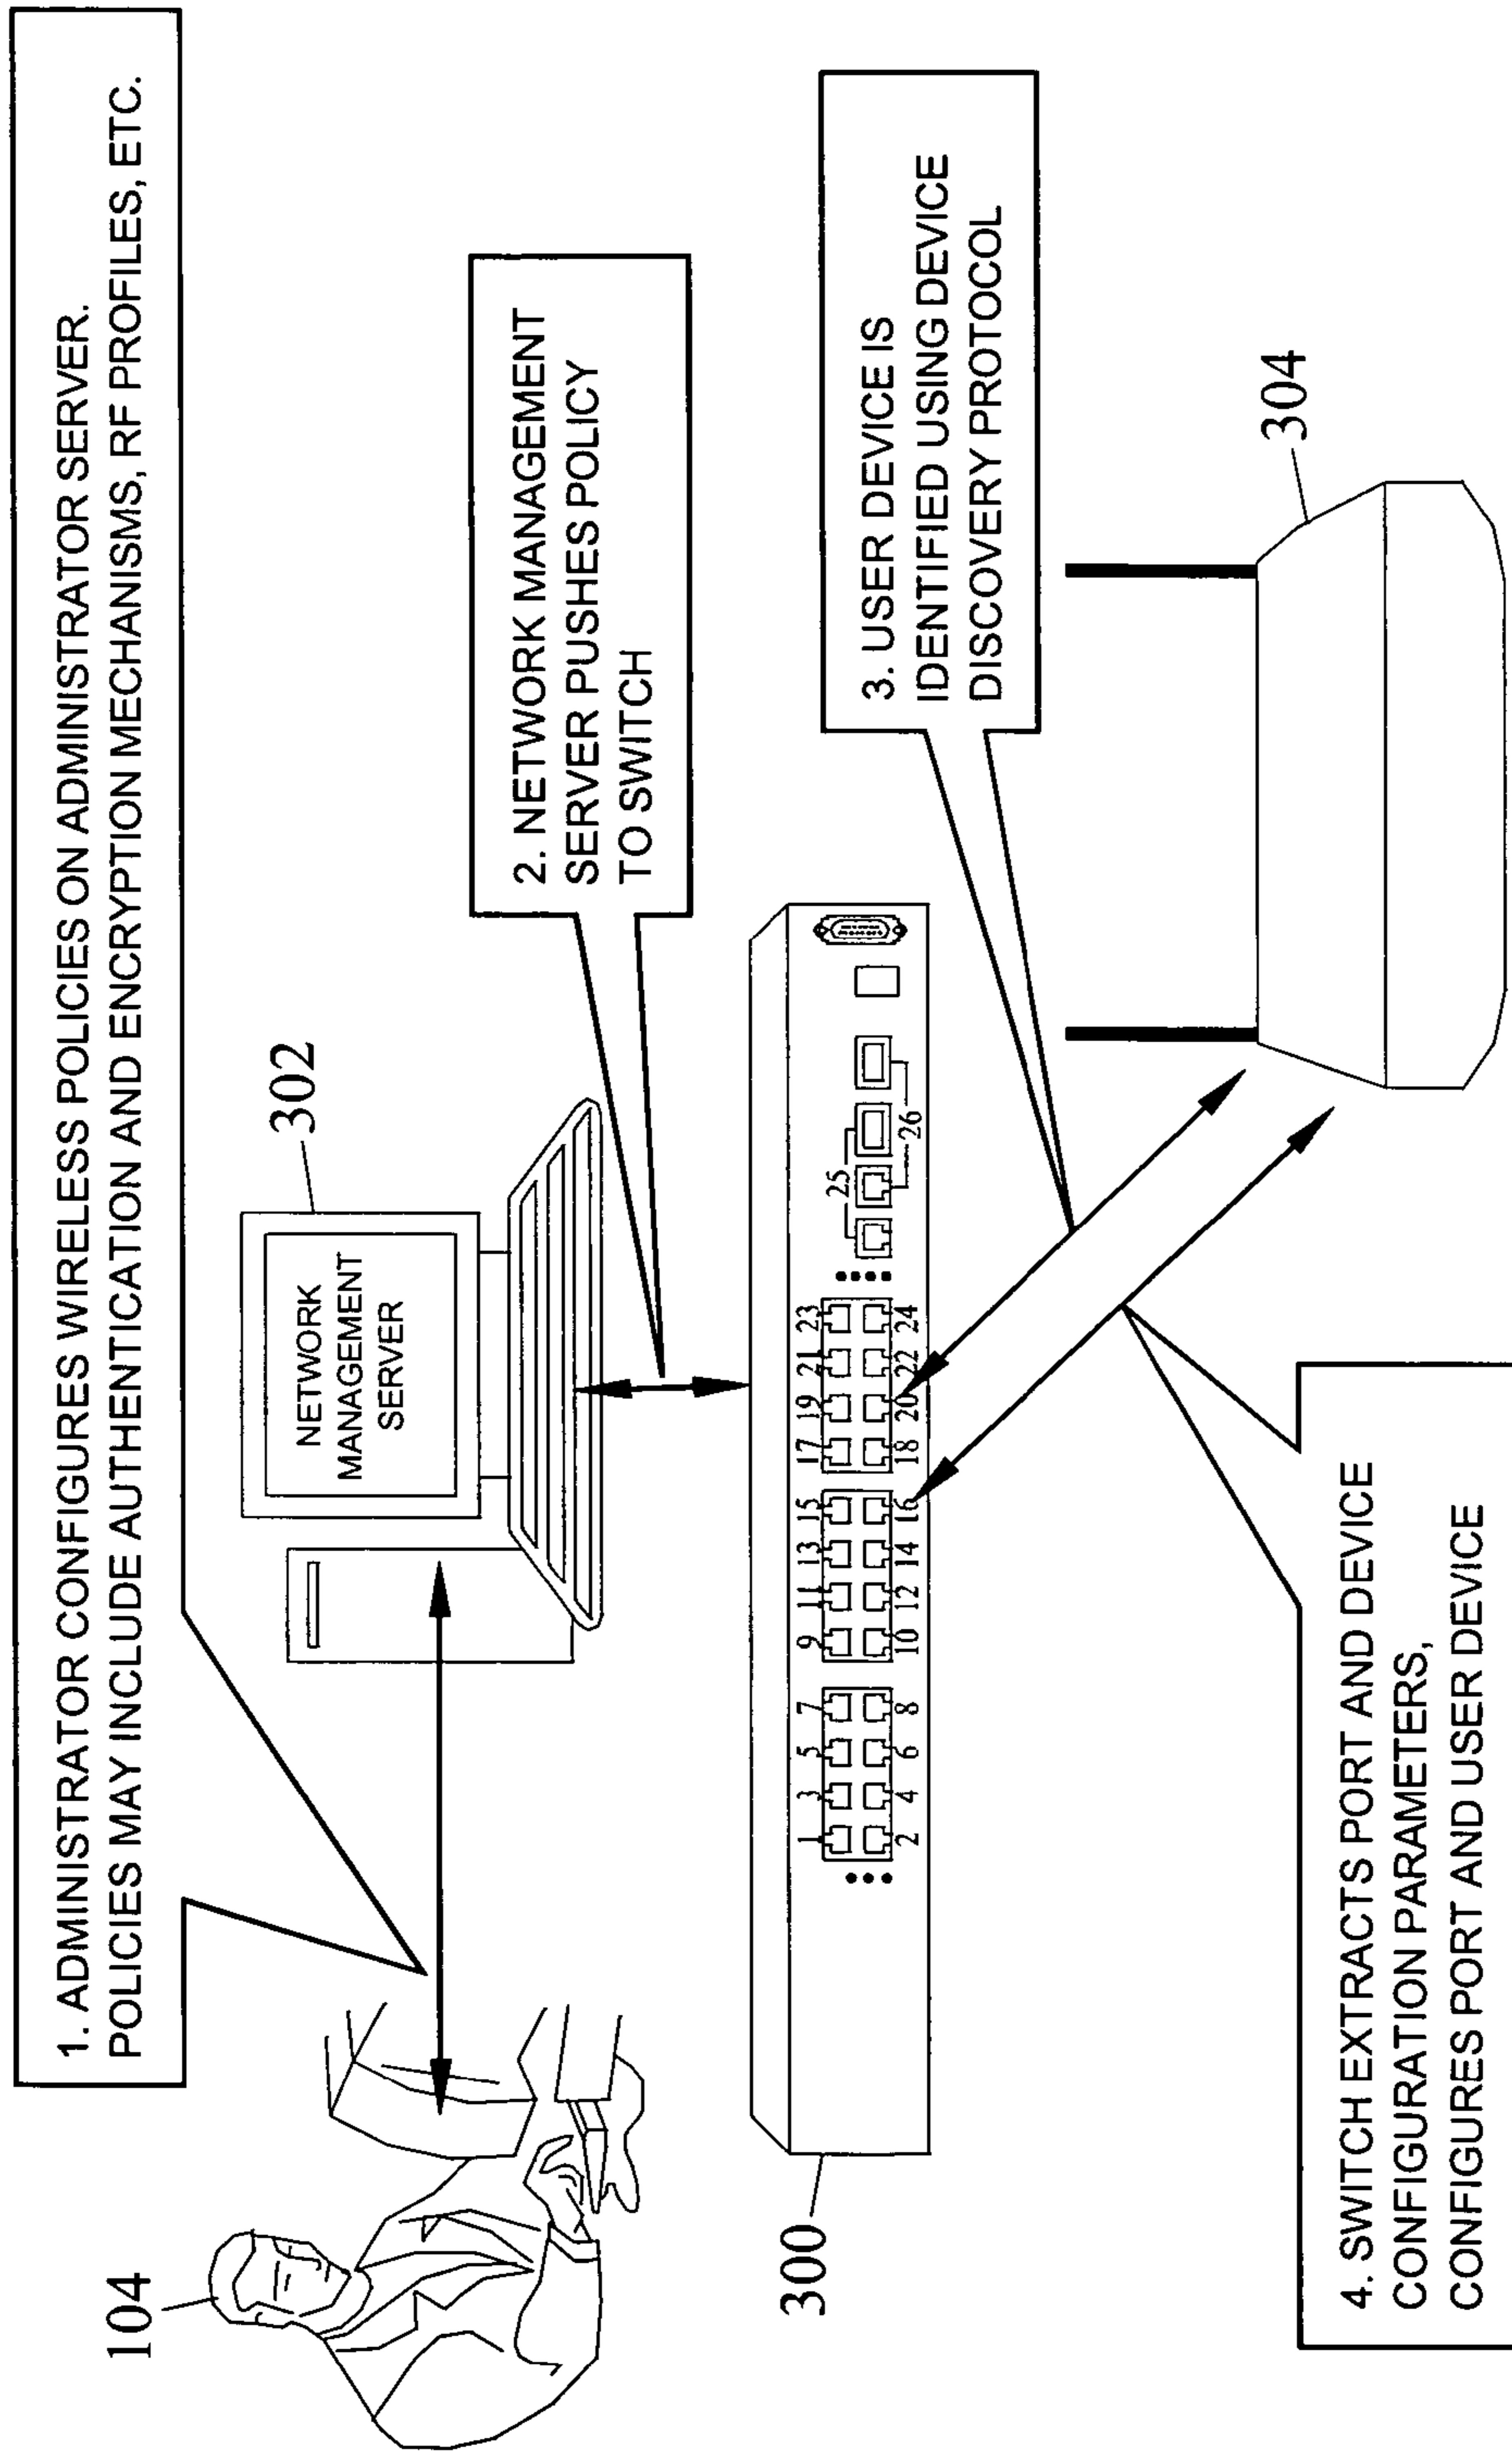 1. ADMINISTRATOR CONFIGURES WIRELESS POLICIES ON ADMINISTRATOR SERVER.
POLICIES MAY INCLUDE AUTHENTICATION AND ENCRYPTION MECHANISMS, RF PROFILES, ETC.
104
302
NETWORK
MANAGEMENT
SERVER
2. NETWORK MANAGEMENT
SERVER PUSHES POLICY
TO SWITCH
300
1 3 5 7 9 11 13 15 17 19 21 23 25
2 4 6 8 10 12 14 16 18 20 22 24 26
3. USER DEVICE IS
IDENTIFIED USING DEVICE
DISCOVERY PROTOCOL
304
4. SWITCH EXTRACTS PORT AND DEVICE
CONFIGURATION PARAMETERS,
CONFIGURES PORT AND USER DEVICE